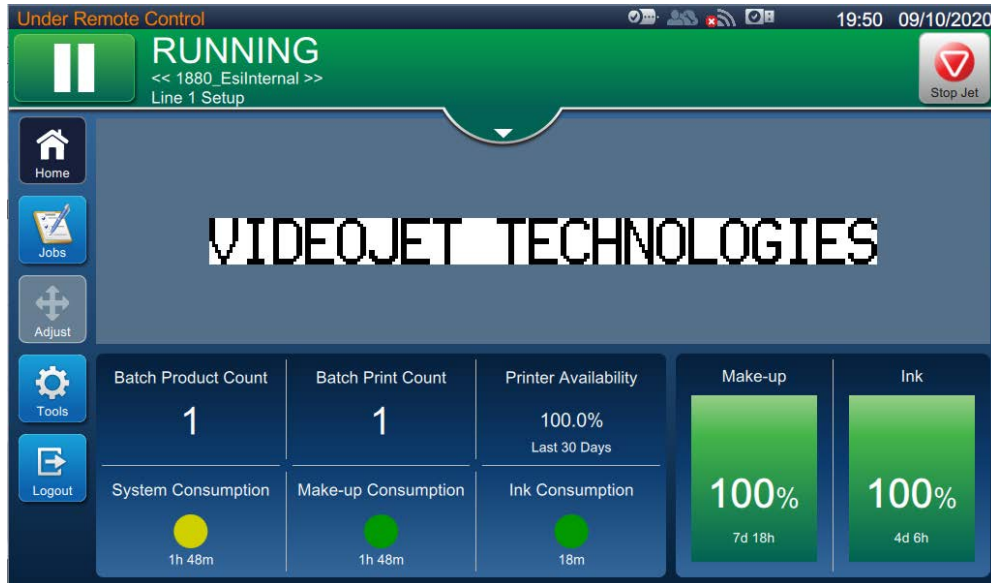 Under Remote Control 19:50 09/10/2020
RUNNING
<< 1880_EsiInternal >>
Line 1 Setup
Stop Jet
Home
Jobs
Adjust
Tools
Logout
VIDEOJET TECHNOLOGIES
Batch Product Count Batch Print Count Printer Availability
1 1 100.0%
Last 30 Days
System Consumption Make-up Consumption Ink Consumption
1h 48m 1h 48m 18m
Make-up Ink
100% 100%
7d 18h 4d 6h